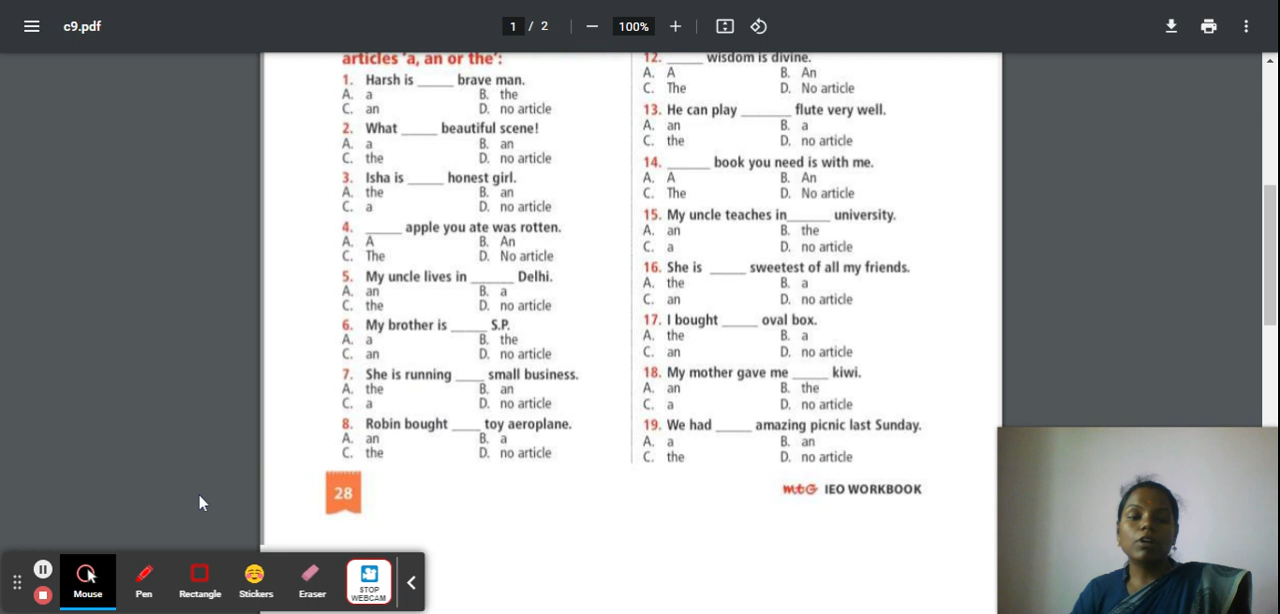 c9.pdf
1 / 2
100%
articles 'a, an or the':
1. Harsh is _____ brave man.
A. a B. the
C. an D. no article
2. What _____ beautiful scene!
A. a B. an
C. the D. no article
3. Isha is _____ honest girl.
A. the B. an
C. a D. no article
4. _____ apple you ate was rotten.
A. A B. An
C. The D. No article
5. My uncle lives in ______ Delhi.
A. an B. a
C. the D. no article
6. My brother is _____ S.P.
A. a B. the
C. an D. no article
7. She is running ____ small business.
A. the B. an
C. a D. no article
8. Robin bought ____ toy aeroplane.
A. an B. a
C. the D. no article
28
12. _____ wisdom is divine.
A. A B. An
C. The D. No article
13. He can play _______ flute very well.
A. an B. a
C. the D. no article
14. ______ book you need is with me.
A. A B. An
C. The D. No article
15. My uncle teaches in______ university.
A. an B. the
C. a D. no article
16. She is _____ sweetest of all my friends.
A. the B. a
C. an D. no article
17. I bought _____ oval box.
A. the B. a
C. an D. no article
18. My mother gave me _____ kiwi.
A. an B. the
C. a D. no article
19. We had _____ amazing picnic last Sunday.
A. a B. an
C. the D. no article
mtG IEO WORKBOOK
Mouse Pen Rectangle Stickers Eraser STOP WEBCAM